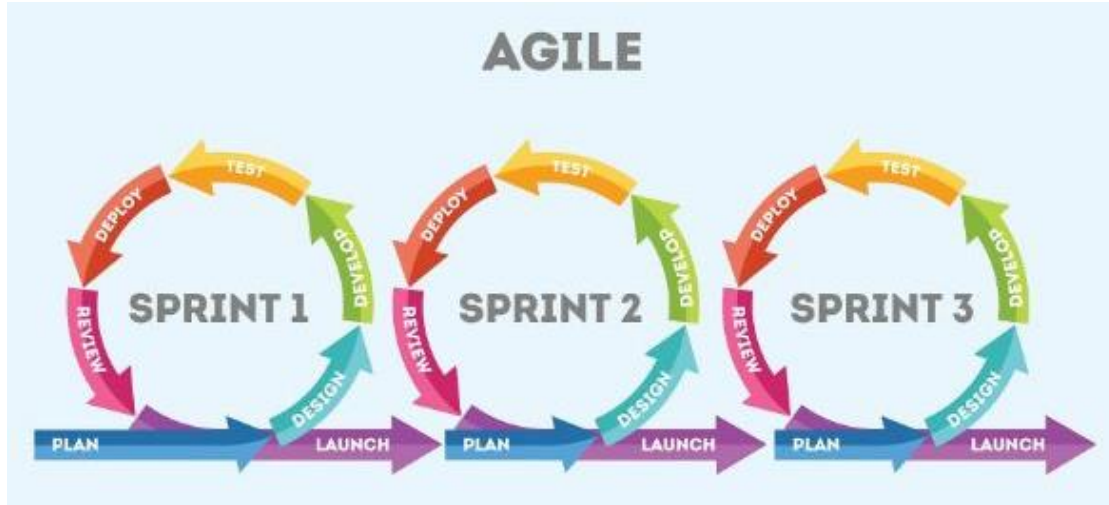 AGILE
TEST
DEPLOY
DEVELOP
SPRINT 1
REVIEW
DESIGN
PLAN
LAUNCH
TEST
DEPLOY
DEVELOP
SPRINT 2
REVIEW
DESIGN
PLAN
LAUNCH
TEST
DEPLOY
DEVELOP
SPRINT 3
REVIEW
DESIGN
PLAN
LAUNCH